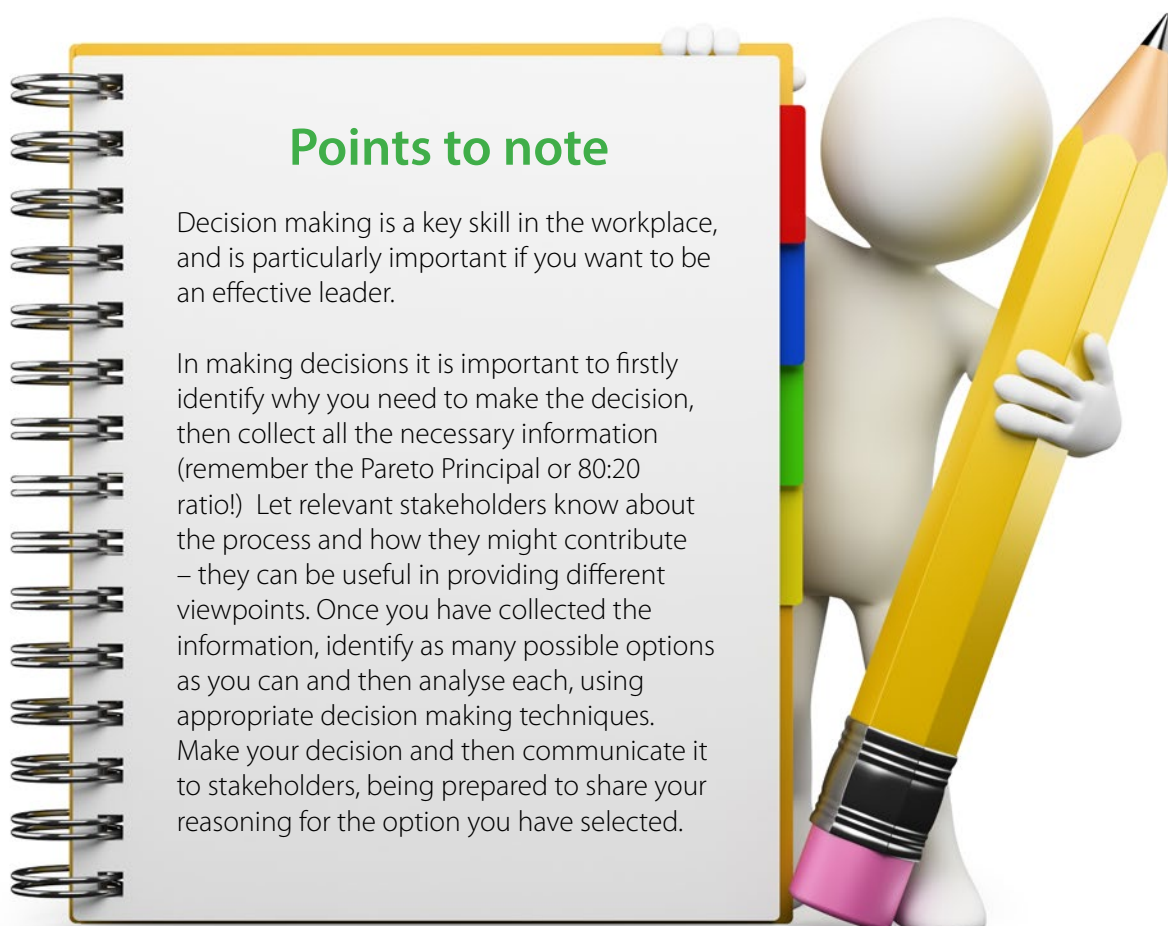 Points to note
Decision making is a key skill in the workplace,
and is particularly important if you want to be
an effective leader.
In making decisions it is important to firstly
identify why you need to make the decision,
then collect all the necessary information
(remember the Pareto Principal or 80:20
ratio!)  Let relevant stakeholders know about
the process and how they might contribute
– they can be useful in providing different
viewpoints. Once you have collected the
information, identify as many possible options
as you can and then analyse each, using
appropriate decision making techniques.
Make your decision and then communicate it
to stakeholders, being prepared to share your
reasoning for the option you have selected.